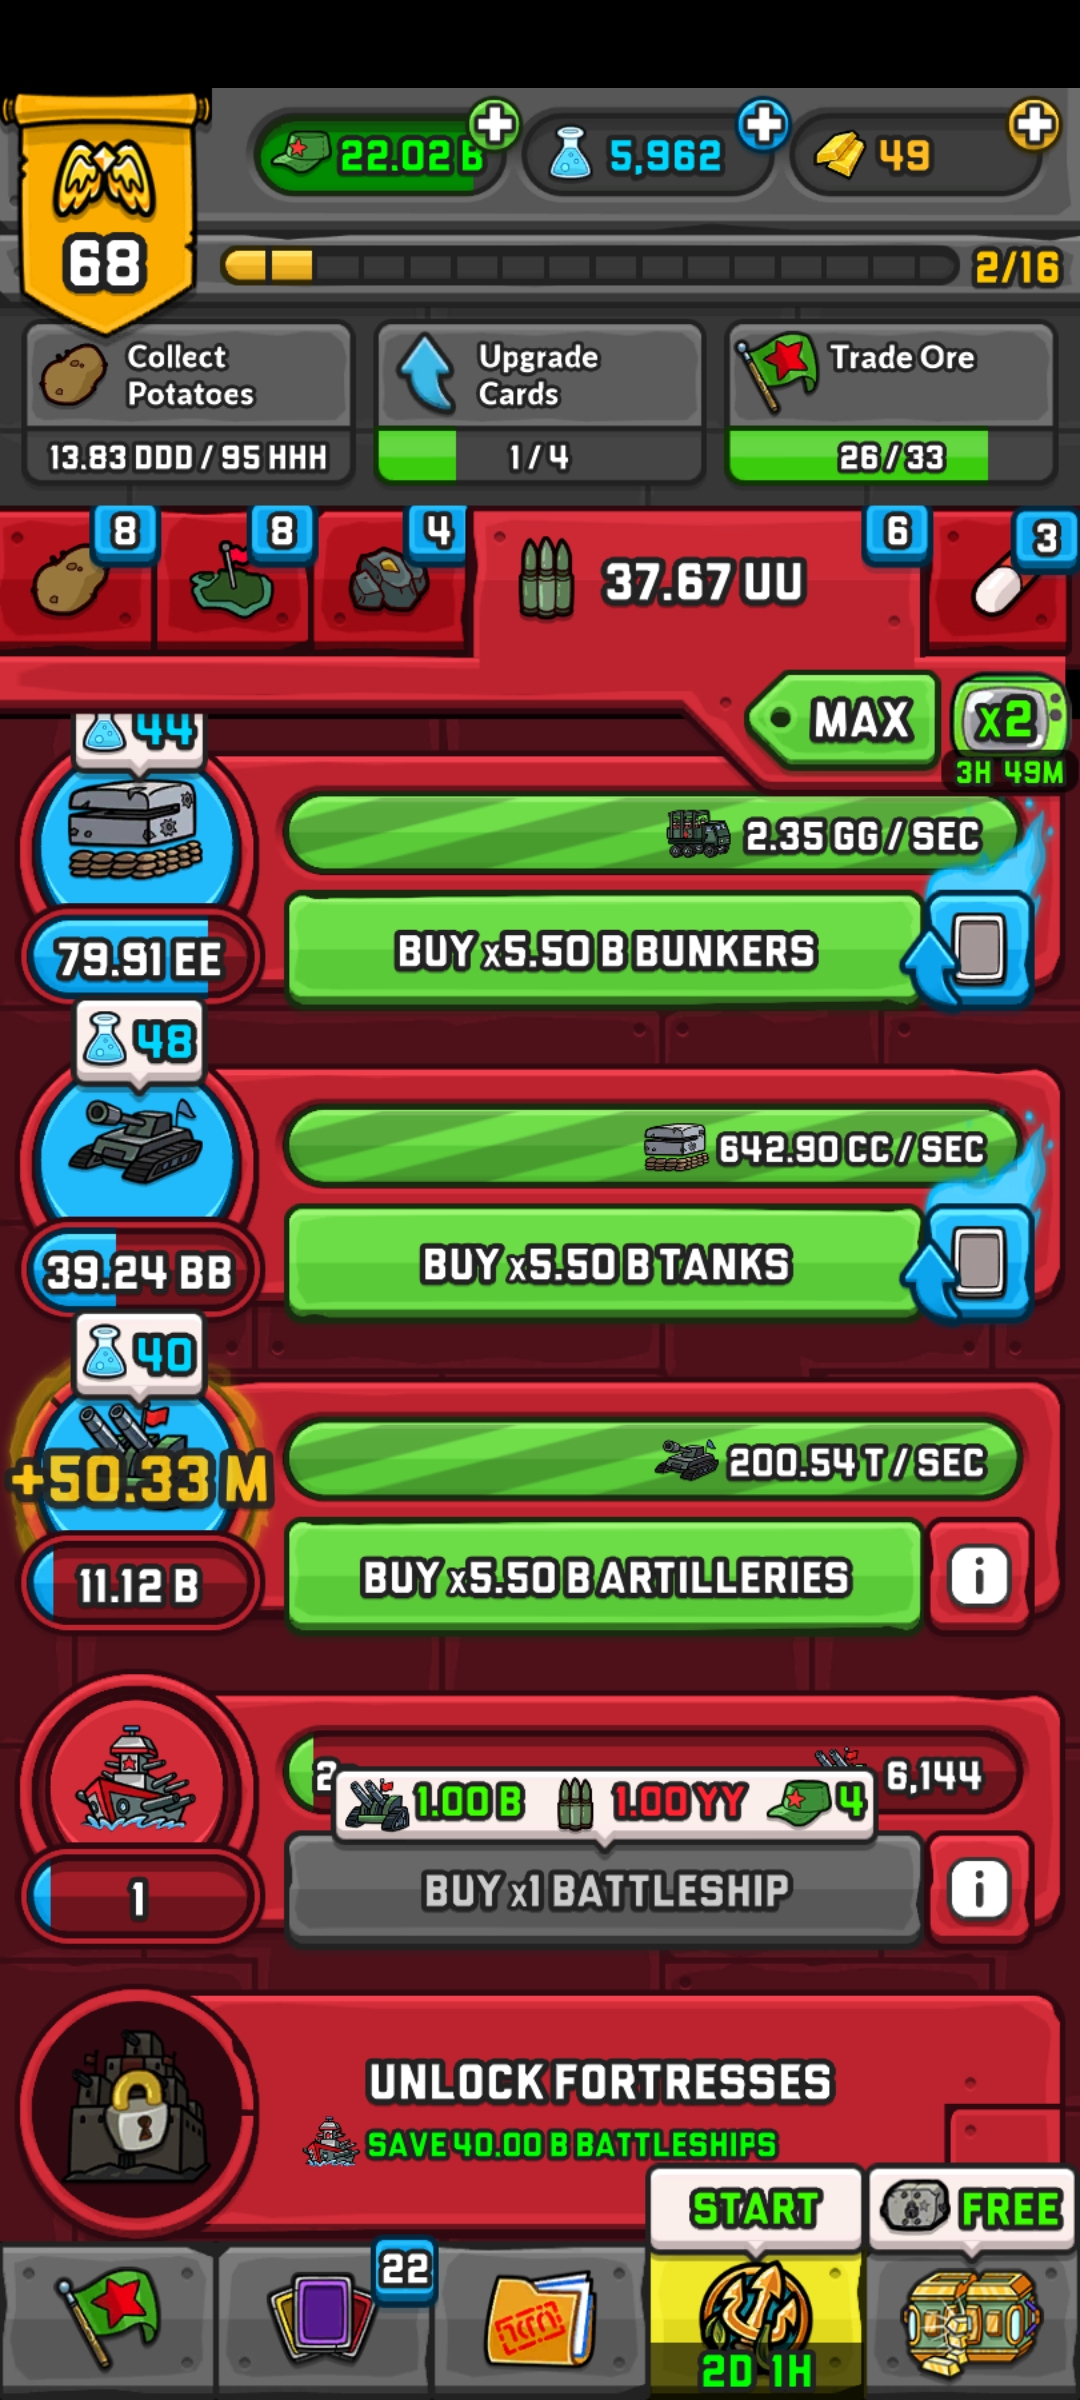 22.02 B
5,962
49
68
2/16
Collect
Potatoes
13.83 DDD / 95 HHH
Upgrade
Cards
1 / 4
Trade Ore
26 / 33
8
8
4
37.67 UU
6
3
MAX
x2
3H 49M
44
2.35 GG / SEC
BUY x5.50 B BUNKERS
79.91 EE
48
642.90 CC / SEC
BUY x5.50 B TANKS
39.24 BB
40
+50.33 M
200.54 T / SEC
BUY x5.50 B ARTILLERIES
11.12 B
6,144
1.00 B
1.00 YY
4
BUY x1 BATTLESHIP
1
UNLOCK FORTRESSES
SAVE 40.00 B BATTLESHIPS
START
FREE
22
2D 1H